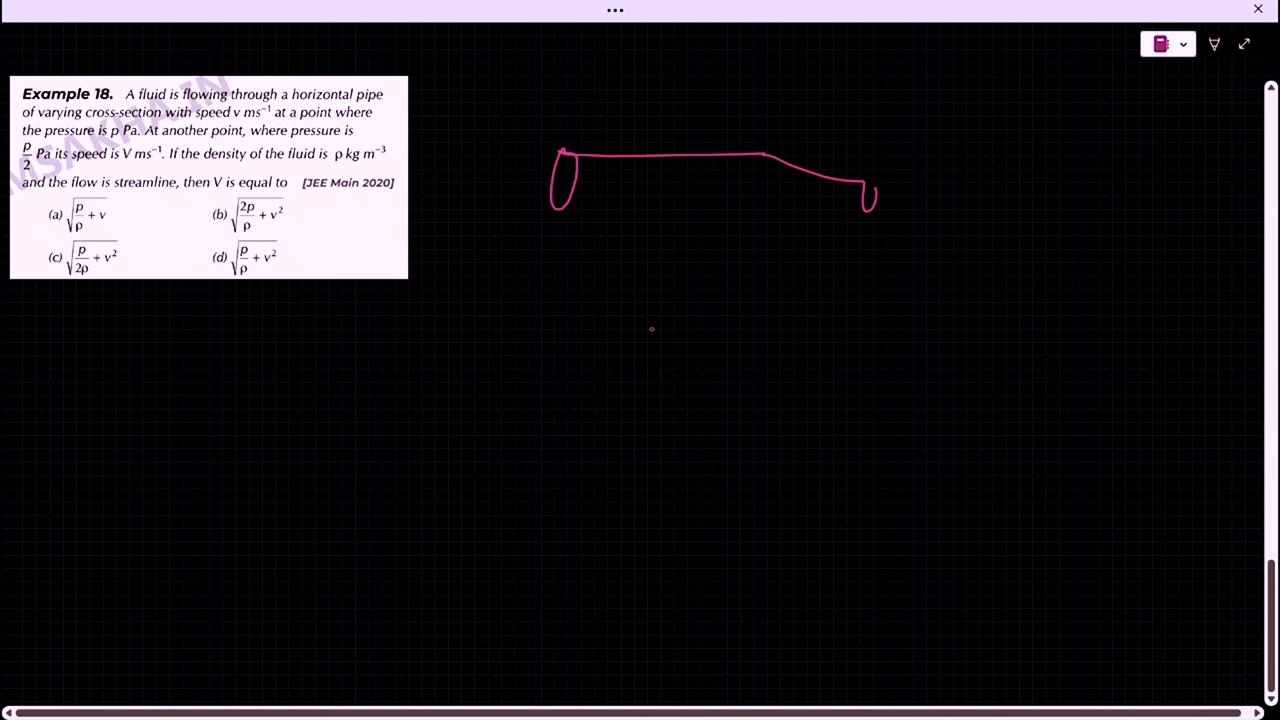 Example 18. A fluid is flowing through a horizontal pipe
of varying cross-section with speed v ms⁻¹ at a point where
the pressure is p Pa. At another point, where pressure is
p/2 Pa its speed is V ms⁻¹. If the density of the fluid is ρ kg m⁻³
and the flow is streamline, then V is equal to [JEE Main 2020]
(a) √(p/ρ + v) (b) √(2p/ρ + v²)
(c) √(p/2ρ + v²) (d) √(p/ρ + v²)
MSAKHA.IN